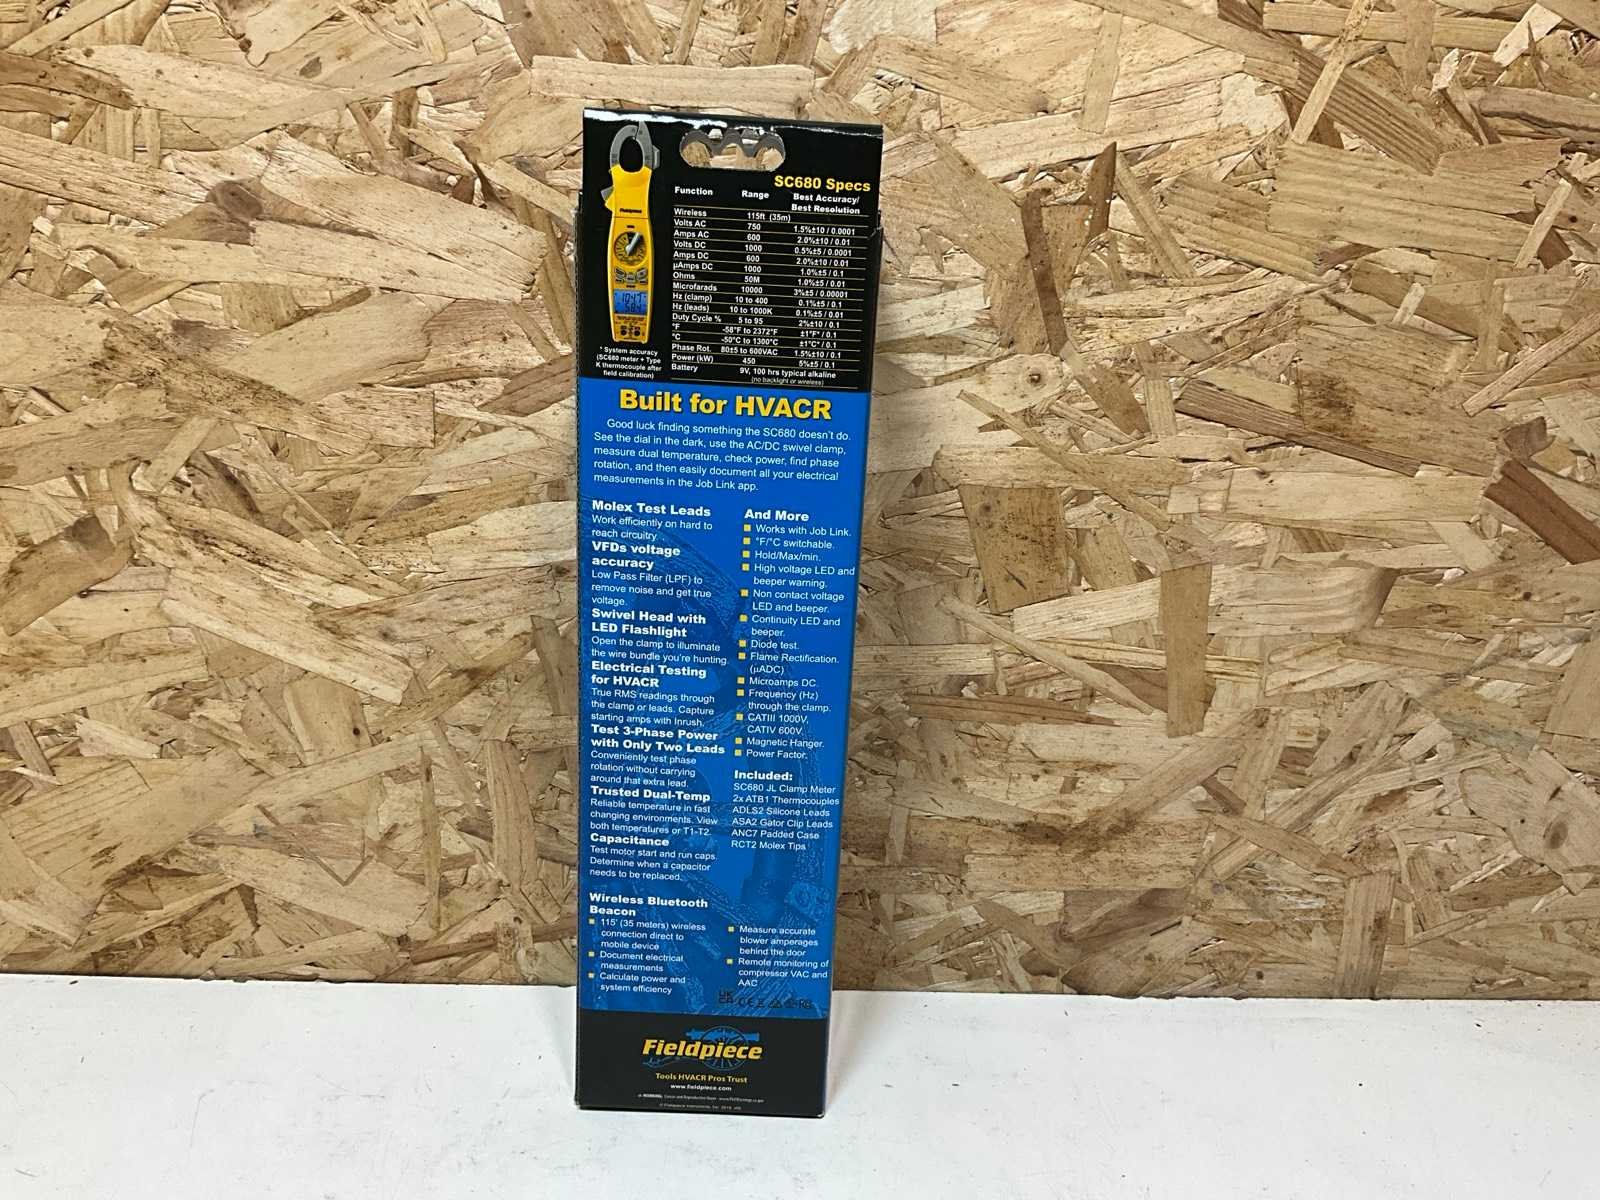 SC680 Specs
Function Range Best Accuracy/
Best Resolution
Wireless 115ft (35m)
Volts AC 750 1.5%±10 / 0.0001
Amps AC 600 2.0%±10 / 0.01
Volts DC 1000 0.5%±5 / 0.0001
Amps DC 600 2.0%±10 / 0.01
µAmps DC 1000 1.0%±5 / 0.1
Ohms 50M 1.0%±5 / 0.01
Microfarads 10000 3%±5 / 0.00001
Hz (clamp) 10 to 400 0.1%±5 / 0.1
Hz (leads) 10 to 1000K 0.1%±5 / 0.01
Duty Cycle % 5 to 95 2%±10 / 0.1
°F -58°F to 2372°F ±1°F* / 0.1
°C -50°C to 1300°C ±1°C* / 0.1
Phase Rot. 80±5 to 600VAC 1.5%±10 / 0.1
Power (kW) 450 5%±5 / 0.1
Battery 9V, 100 hrs typical alkaline
(no backlight or wireless)
Fieldpiece
* System accuracy
(SC680 meter + Type
K thermocouple after
field calibration)
Built for HVACR
Good luck finding something the SC680 doesn't do.
See the dial in the dark, use the AC/DC swivel clamp,
measure dual temperature, check power, find phase
rotation, and then easily document all your electrical
measurements in the Job Link app.
Molex Test Leads
Work efficiently on hard to
reach circuitry.
VFDs voltage
accuracy
Low Pass Filter (LPF) to
remove noise and get true
voltage.
Swivel Head with
LED Flashlight
Open the clamp to illuminate
the wire bundle you're hunting.
Electrical Testing
for HVACR
True RMS readings through
the clamp or leads. Capture
starting amps with Inrush.
Test 3-Phase Power
with Only Two Leads
Conveniently test phase
rotation without carrying
around that extra lead.
Trusted Dual-Temp
Reliable temperature in fast
changing environments. View
both temperatures or T1-T2.
Capacitance
Test motor start and run caps.
Determine when a capacitor
needs to be replaced.
And More
Works with Job Link.
°F/°C switchable.
Hold/Max/min.
High voltage LED and
beeper warning.
Non contact voltage
LED and beeper.
Continuity LED and
beeper.
Diode test.
Flame Rectification.
(µADC)
Microamps DC.
Frequency (Hz)
through the clamp.
CATIII 1000V,
CATIV 600V.
Magnetic Hanger.
Power Factor.
Included:
SC680 JL Clamp Meter
2x ATB1 Thermocouples
ADLS2 Silicone Leads
ASA2 Gator Clip Leads
ANC7 Padded Case
RCT2 Molex Tips
Wireless Bluetooth
Beacon
115' (35 meters) wireless
connection direct to
mobile device
Document electrical
measurements
Calculate power and
system efficiency
Measure accurate
blower amperages
behind the door
Remote monitoring of
compressor VAC and
AAC
UK
CA CE
Fieldpiece
Tools HVACR Pros Trust
www.fieldpiece.com
WARNING: Cancer and Reproductive Harm - www.P65Warnings.ca.gov